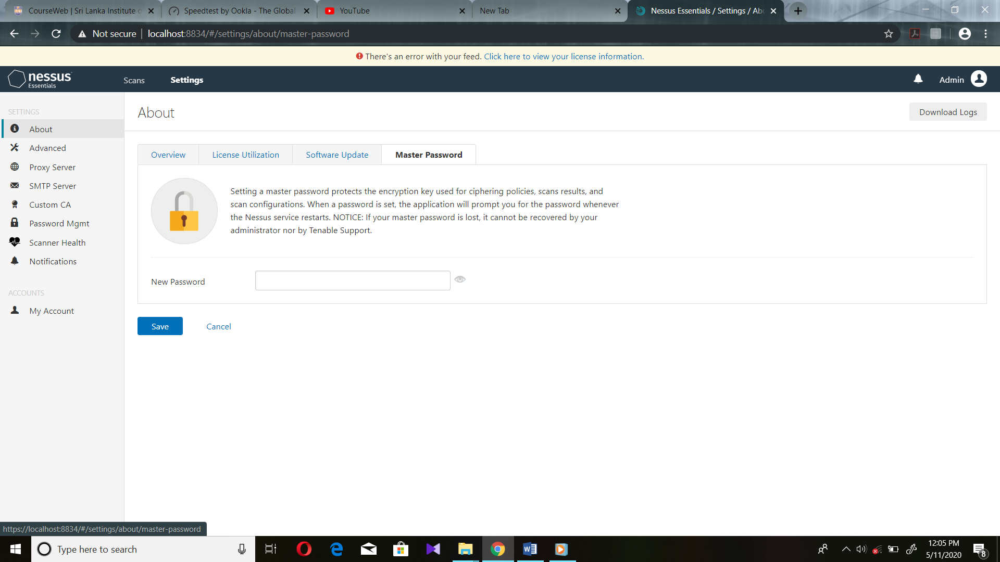 CourseWeb | Sri Lanka Institute o
Speedtest by Ookla - The Global
YouTube
New Tab
Nessus Essentials / Settings / Abo
Not secure | localhost:8834/#/settings/about/master-password
There's an error with your feed. Click here to view your license information.
nessus
Essentials
Scans
Settings
Admin
SETTINGS
About
Advanced
Proxy Server
SMTP Server
Custom CA
Password Mgmt
Scanner Health
Notifications
ACCOUNTS
My Account
About
Download Logs
Overview
License Utilization
Software Update
Master Password
Setting a master password protects the encryption key used for ciphering policies, scans results, and
scan configurations. When a password is set, the application will prompt you for the password whenever
the Nessus service restarts. NOTICE: If your master password is lost, it cannot be recovered by your
administrator nor by Tenable Support.
New Password
Save
Cancel
https://localhost:8834/#/settings/about/master-password
Type here to search
12:05 PM
5/11/2020
8